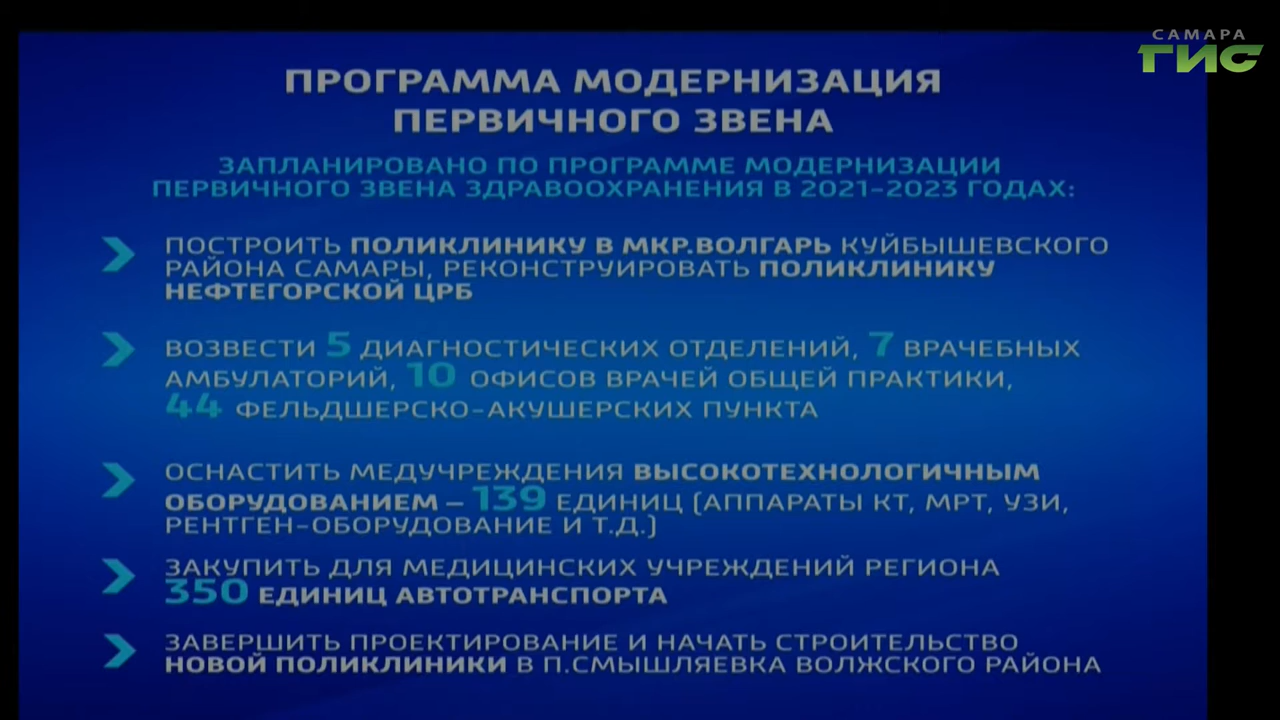 САМАРА
ГИС
ПРОГРАММА МОДЕРНИЗАЦИЯ
ПЕРВИЧНОГО ЗВЕНА
ЗАПЛАНИРОВАНО ПО ПРОГРАММЕ МОДЕРНИЗАЦИИ
ПЕРВИЧНОГО ЗВЕНА ЗДРАВООХРАНЕНИЯ В 2021-2023 ГОДАХ:
ПОСТРОИТЬ ПОЛИКЛИНИКУ В МКР.ВОЛГАРЬ КУЙБЫШЕВСКОГО
РАЙОНА САМАРЫ, РЕКОНСТРУИРОВАТЬ ПОЛИКЛИНИКУ
НЕФТЕГОРСКОЙ ЦРБ
ВОЗВЕСТИ 5 ДИАГНОСТИЧЕСКИХ ОТДЕЛЕНИЙ, 7 ВРАЧЕБНЫХ
АМБУЛАТОРИЙ, 10 ОФИСОВ ВРАЧЕЙ ОБЩЕЙ ПРАКТИКИ,
44 ФЕЛЬДШЕРСКО-АКУШЕРСКИХ ПУНКТА
ОСНАСТИТЬ МЕДУЧРЕЖДЕНИЯ ВЫСОКОТЕХНОЛОГИЧНЫМ
ОБОРУДОВАНИЕМ – 139 ЕДИНИЦ (АППАРАТЫ КТ, МРТ, УЗИ,
РЕНТГЕН-ОБОРУДОВАНИЕ И Т.Д.)
ЗАКУПИТЬ ДЛЯ МЕДИЦИНСКИХ УЧРЕЖДЕНИЙ РЕГИОНА
350 ЕДИНИЦ АВТОТРАНСПОРТА
ЗАВЕРШИТЬ ПРОЕКТИРОВАНИЕ И НАЧАТЬ СТРОИТЕЛЬСТВО
НОВОЙ ПОЛИКЛИНИКИ В П.СМЫШЛЯЕВКА ВОЛЖСКОГО РАЙОНА